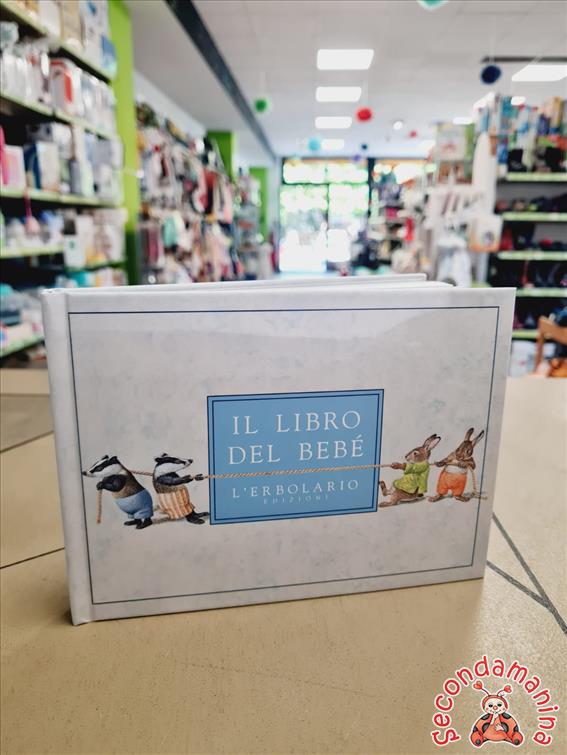 IL LIBRO
DEL BEBÉ
L'ERBOLARIO
EDIZIONI
Secondamanina